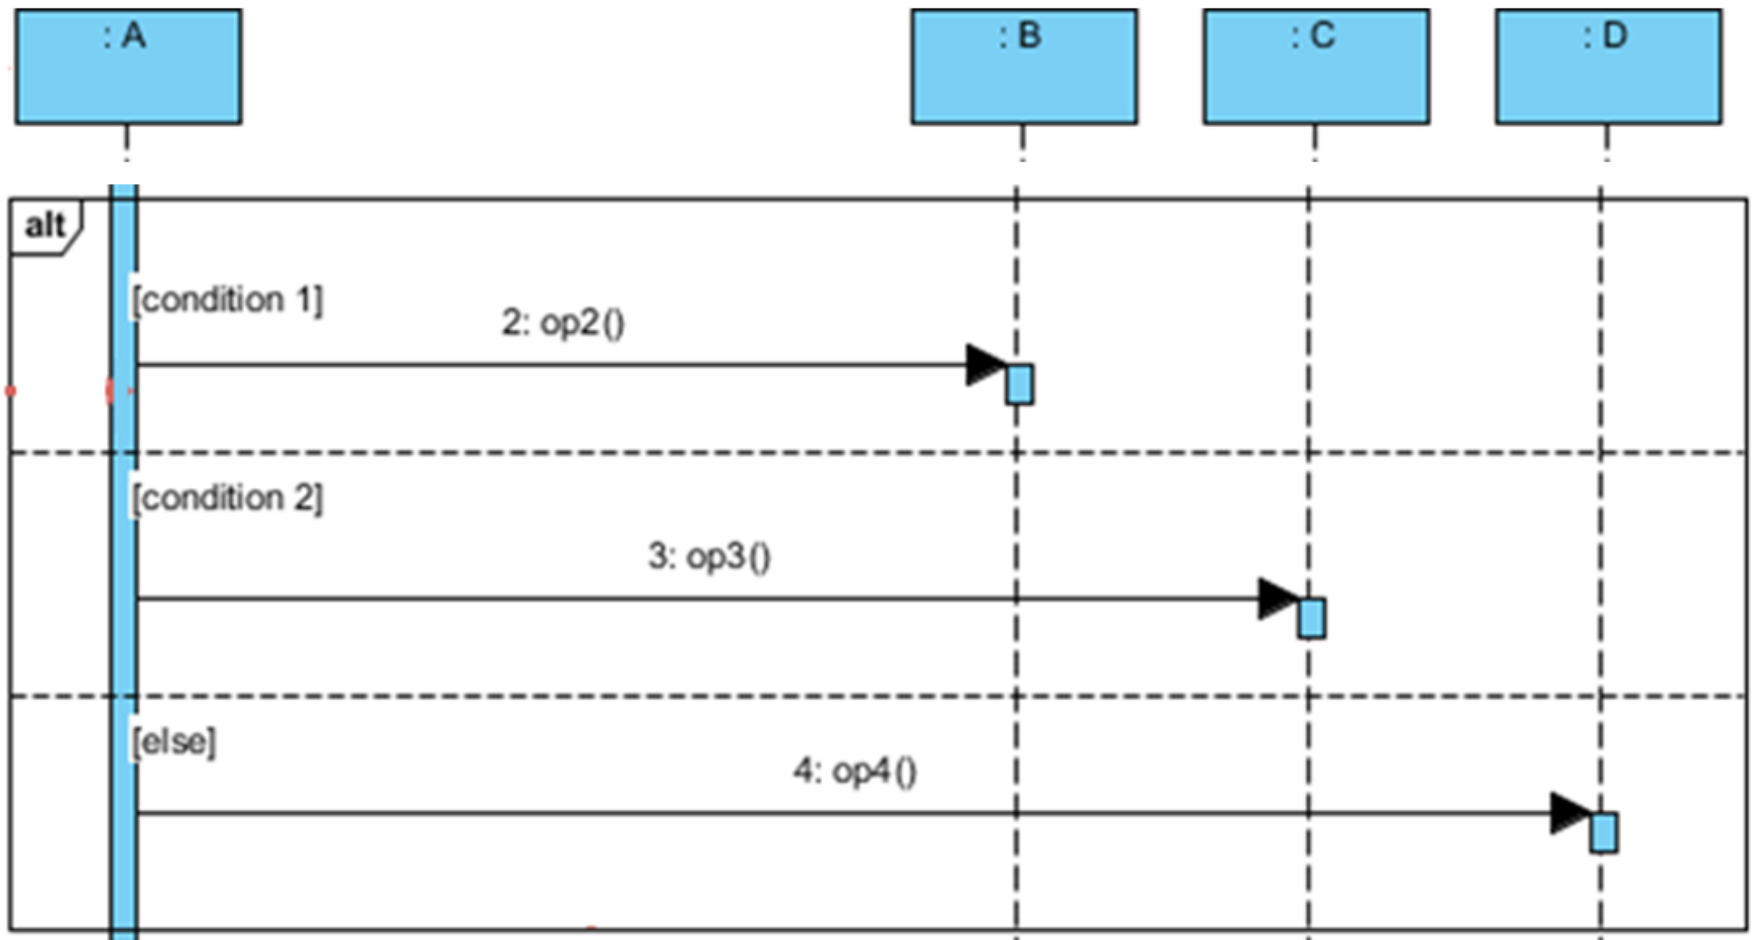 : A
: B
: C
: D
alt
[condition 1]
2: op2()
[condition 2]
3: op3()
[else]
4: op4()